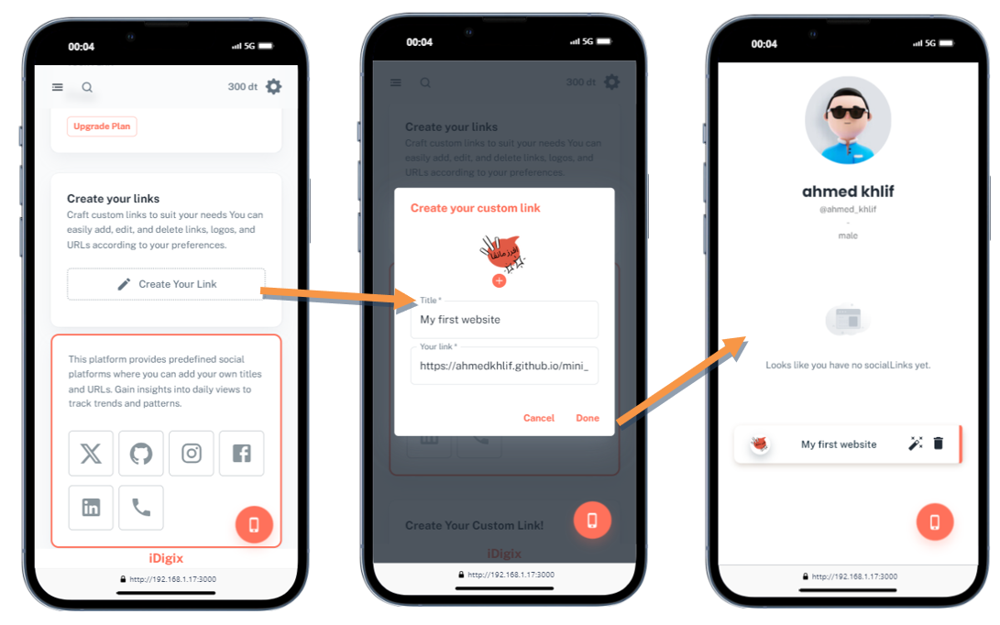 00:04
5G
300 dt
Upgrade Plan
Create your links
Craft custom links to suit your needs You can
easily add, edit, and delete links, logos, and
URLs according to your preferences.
Create Your Link
This platform provides predefined social
platforms where you can add your own titles
and URLs. Gain insights into daily views to
track trends and patterns.
iDigix
http://192.168.1.17:3000
00:04
5G
300 dt
Create your links
Craft custom links to suit your needs You can
easily add, edit, and delete links, logos, and
URLs according to your preferences.
Create your custom link
Title *
My first website
Your link *
https://ahmedkhlif.github.io/mini_
Cancel Done
Create Your Custom Link!
iDigix
http://192.168.1.17:3000
00:04
5G
ahmed khlif
@ahmed_khlif
-
male
Looks like you have no socialLinks yet.
My first website
http://192.168.1.17:3000